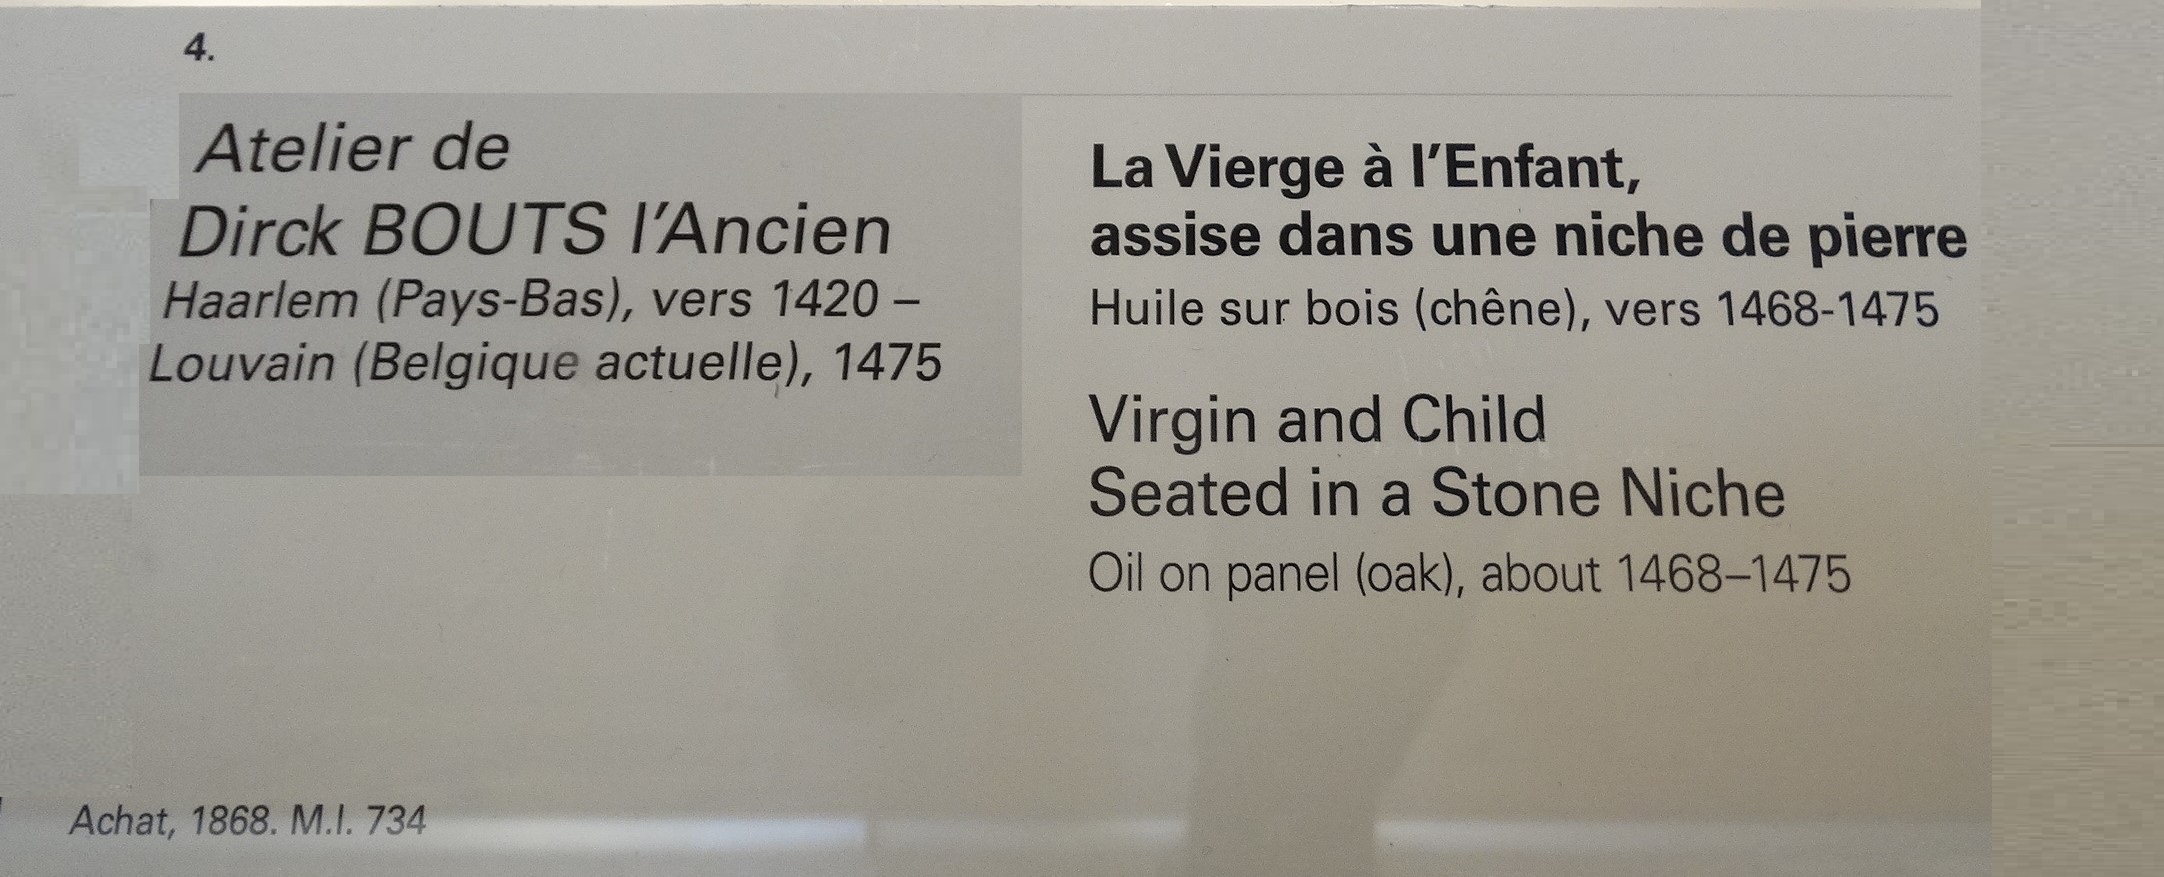 4.
Atelier de
Dirck BOUTS l'Ancien
Haarlem (Pays-Bas), vers 1420 –
Louvain (Belgique actuelle), 1475
La Vierge à l'Enfant,
assise dans une niche de pierre
Huile sur bois (chêne), vers 1468-1475
Virgin and Child
Seated in a Stone Niche
Oil on panel (oak), about 1468–1475
Achat, 1868. M.I. 734